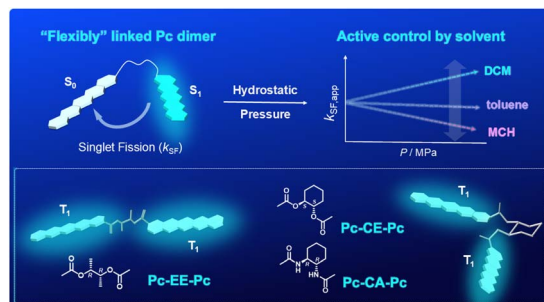 "Flexibly" linked Pc dimer
S0
S1
Singlet Fission (kSF)
Hydrostatic
Pressure
Active control by solvent
kSF,app
DCM
toluene
MCH
P / MPa
T1
T1
O
O
O
O
R
R
Pc-EE-Pc
O
O
S
S
O
O
Pc-CE-Pc
O
N
H
R
R
HN
O
Pc-CA-Pc
T1
T1